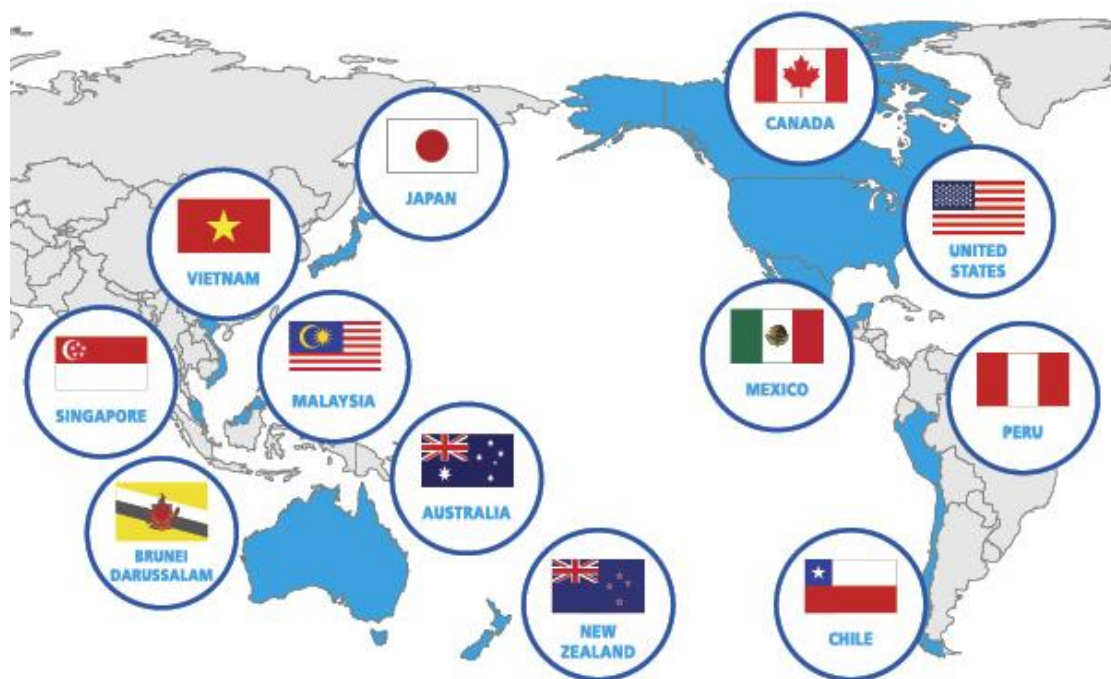 CANADA
JAPAN
UNITED
STATES
VIETNAM
MEXICO
MALAYSIA
SINGAPORE
PERU
AUSTRALIA
BRUNEI
DARUSSALAM
NEW
ZEALAND
CHILE